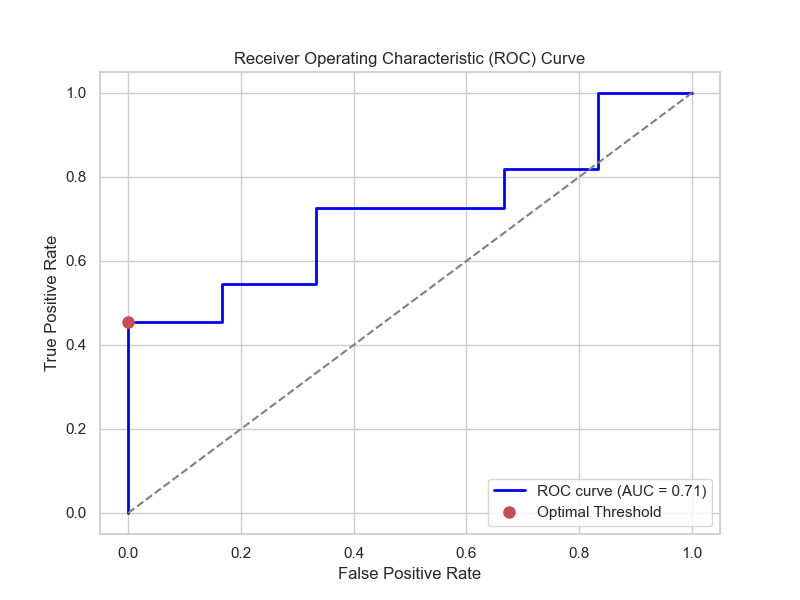 Receiver Operating Characteristic (ROC) Curve
True Positive Rate
1.0
0.8
0.6
0.4
0.2
0.0
ROC curve (AUC = 0.71)
Optimal Threshold
0.0 0.2 0.4 0.6 0.8 1.0
False Positive Rate